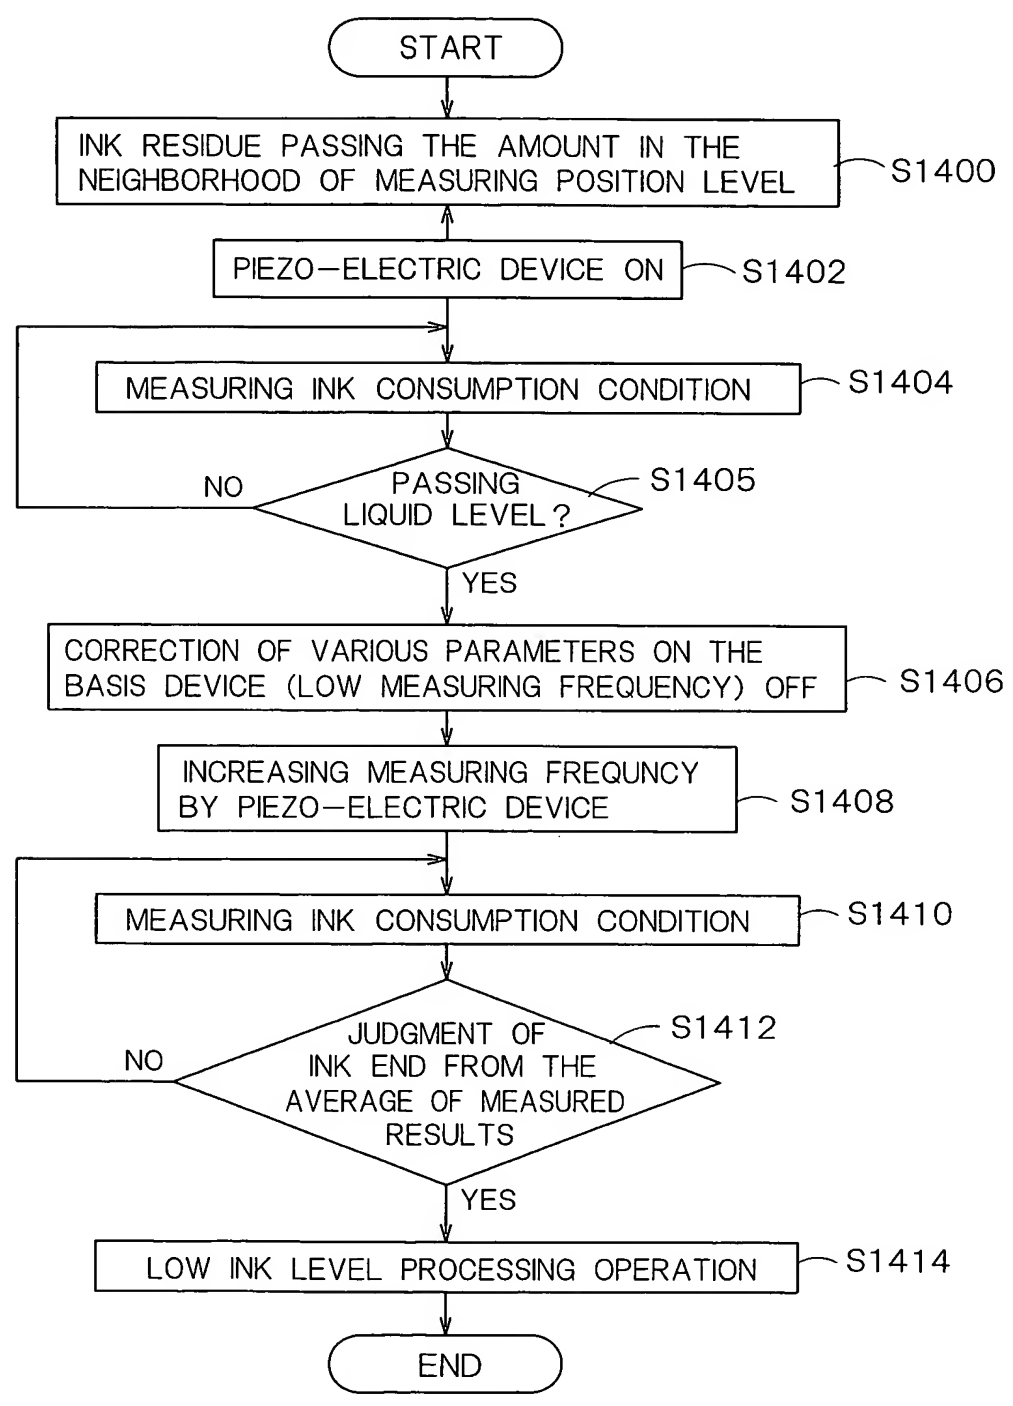 START
INK RESIDUE PASSING THE AMOUNT IN THE
NEIGHBORHOOD OF MEASURING POSITION LEVEL
S1400
PIEZO-ELECTRIC DEVICE ON
S1402
MEASURING INK CONSUMPTION CONDITION
S1404
PASSING
LIQUID LEVEL?
S1405
NO
YES
CORRECTION OF VARIOUS PARAMETERS ON THE
BASIS DEVICE (LOW MEASURING FREQUENCY) OFF
S1406
INCREASING MEASURING FREQUNCY
BY PIEZO-ELECTRIC DEVICE
S1408
MEASURING INK CONSUMPTION CONDITION
S1410
JUDGMENT OF
INK END FROM THE
AVERAGE OF MEASURED
RESULTS
S1412
NO
YES
LOW INK LEVEL PROCESSING OPERATION
S1414
END